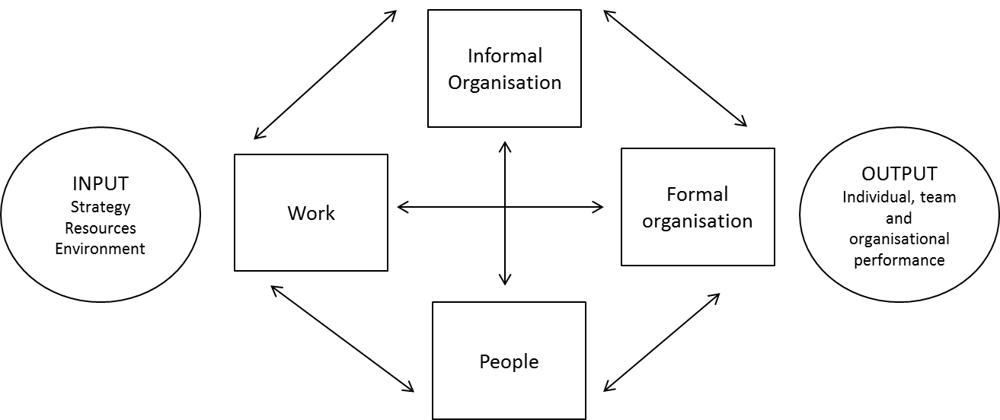 Informal
Organisation
INPUT
Strategy
Resources
Environment
Work
Formal
organisation
OUTPUT
Individual, team
and
organisational
performance
People